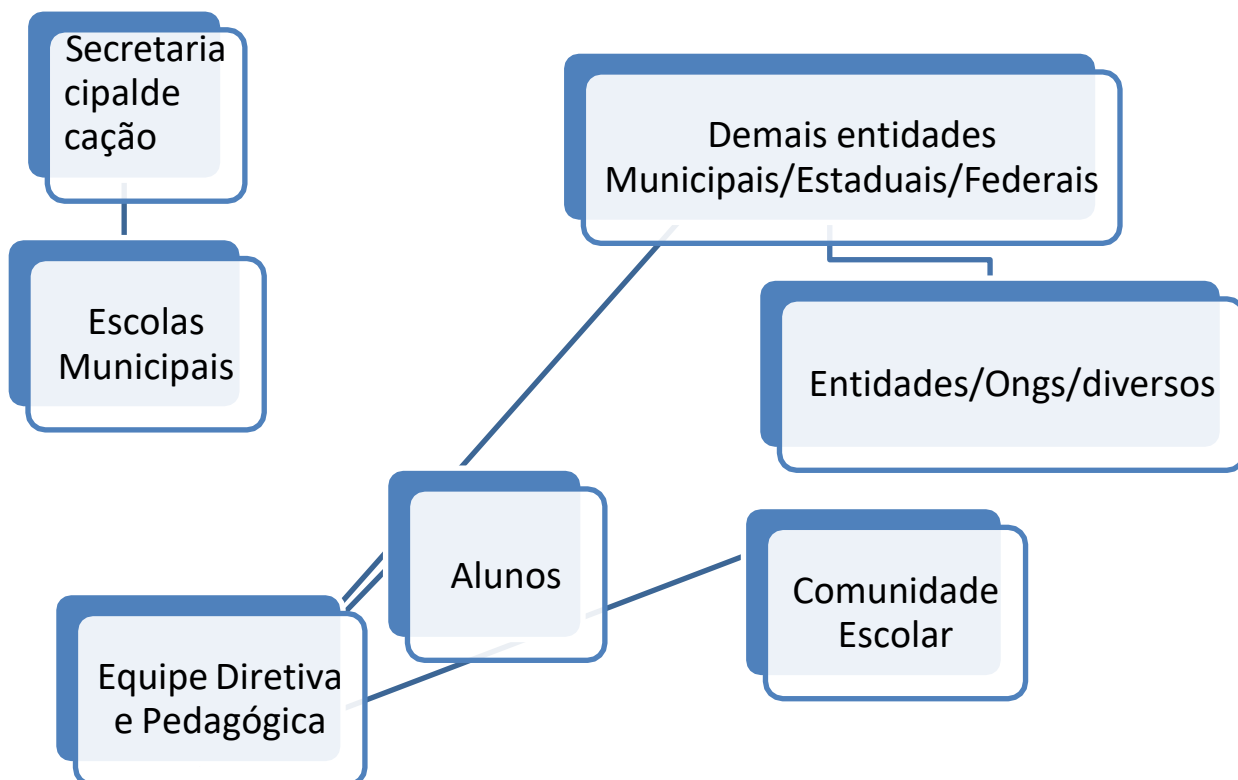 Secretaria
cipalde
cação
Demais entidades
Municipais/Estaduais/Federais
Escolas
Municipais
Entidades/Ongs/diversos
Alunos
Comunidade
Escolar
Equipe Diretiva
e Pedagógica